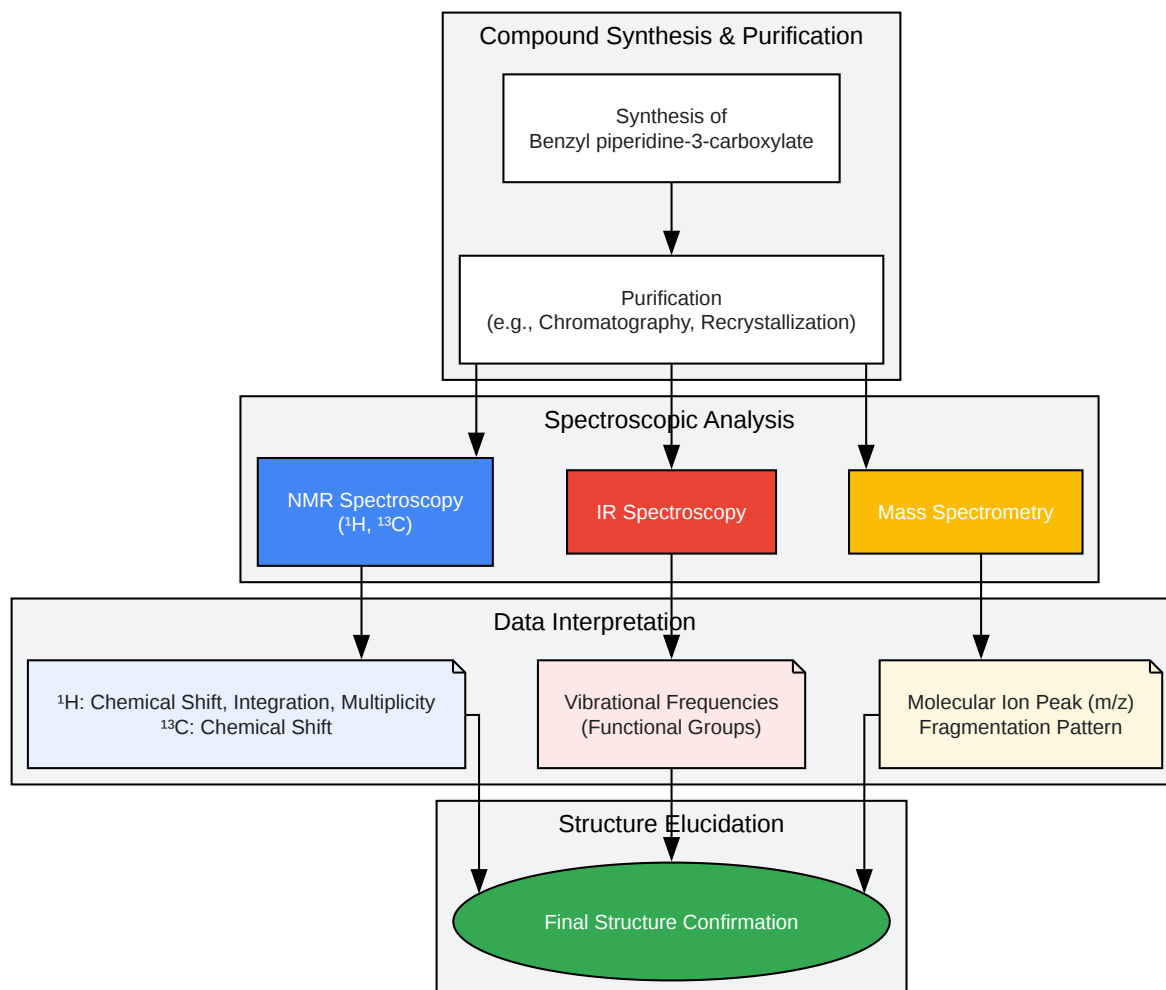 Compound Synthesis & Purification
Synthesis of
Benzyl piperidine-3-carboxylate
Purification
(e.g., Chromatography, Recrystallization)
Spectroscopic Analysis
NMR Spectroscopy
(¹H, ¹³C)
IR Spectroscopy
Mass Spectrometry
Data Interpretation
¹H: Chemical Shift, Integration, Multiplicity
¹³C: Chemical Shift
Vibrational Frequencies
(Functional Groups)
Molecular Ion Peak (m/z)
Fragmentation Pattern
Structure Elucidation
Final Structure Confirmation